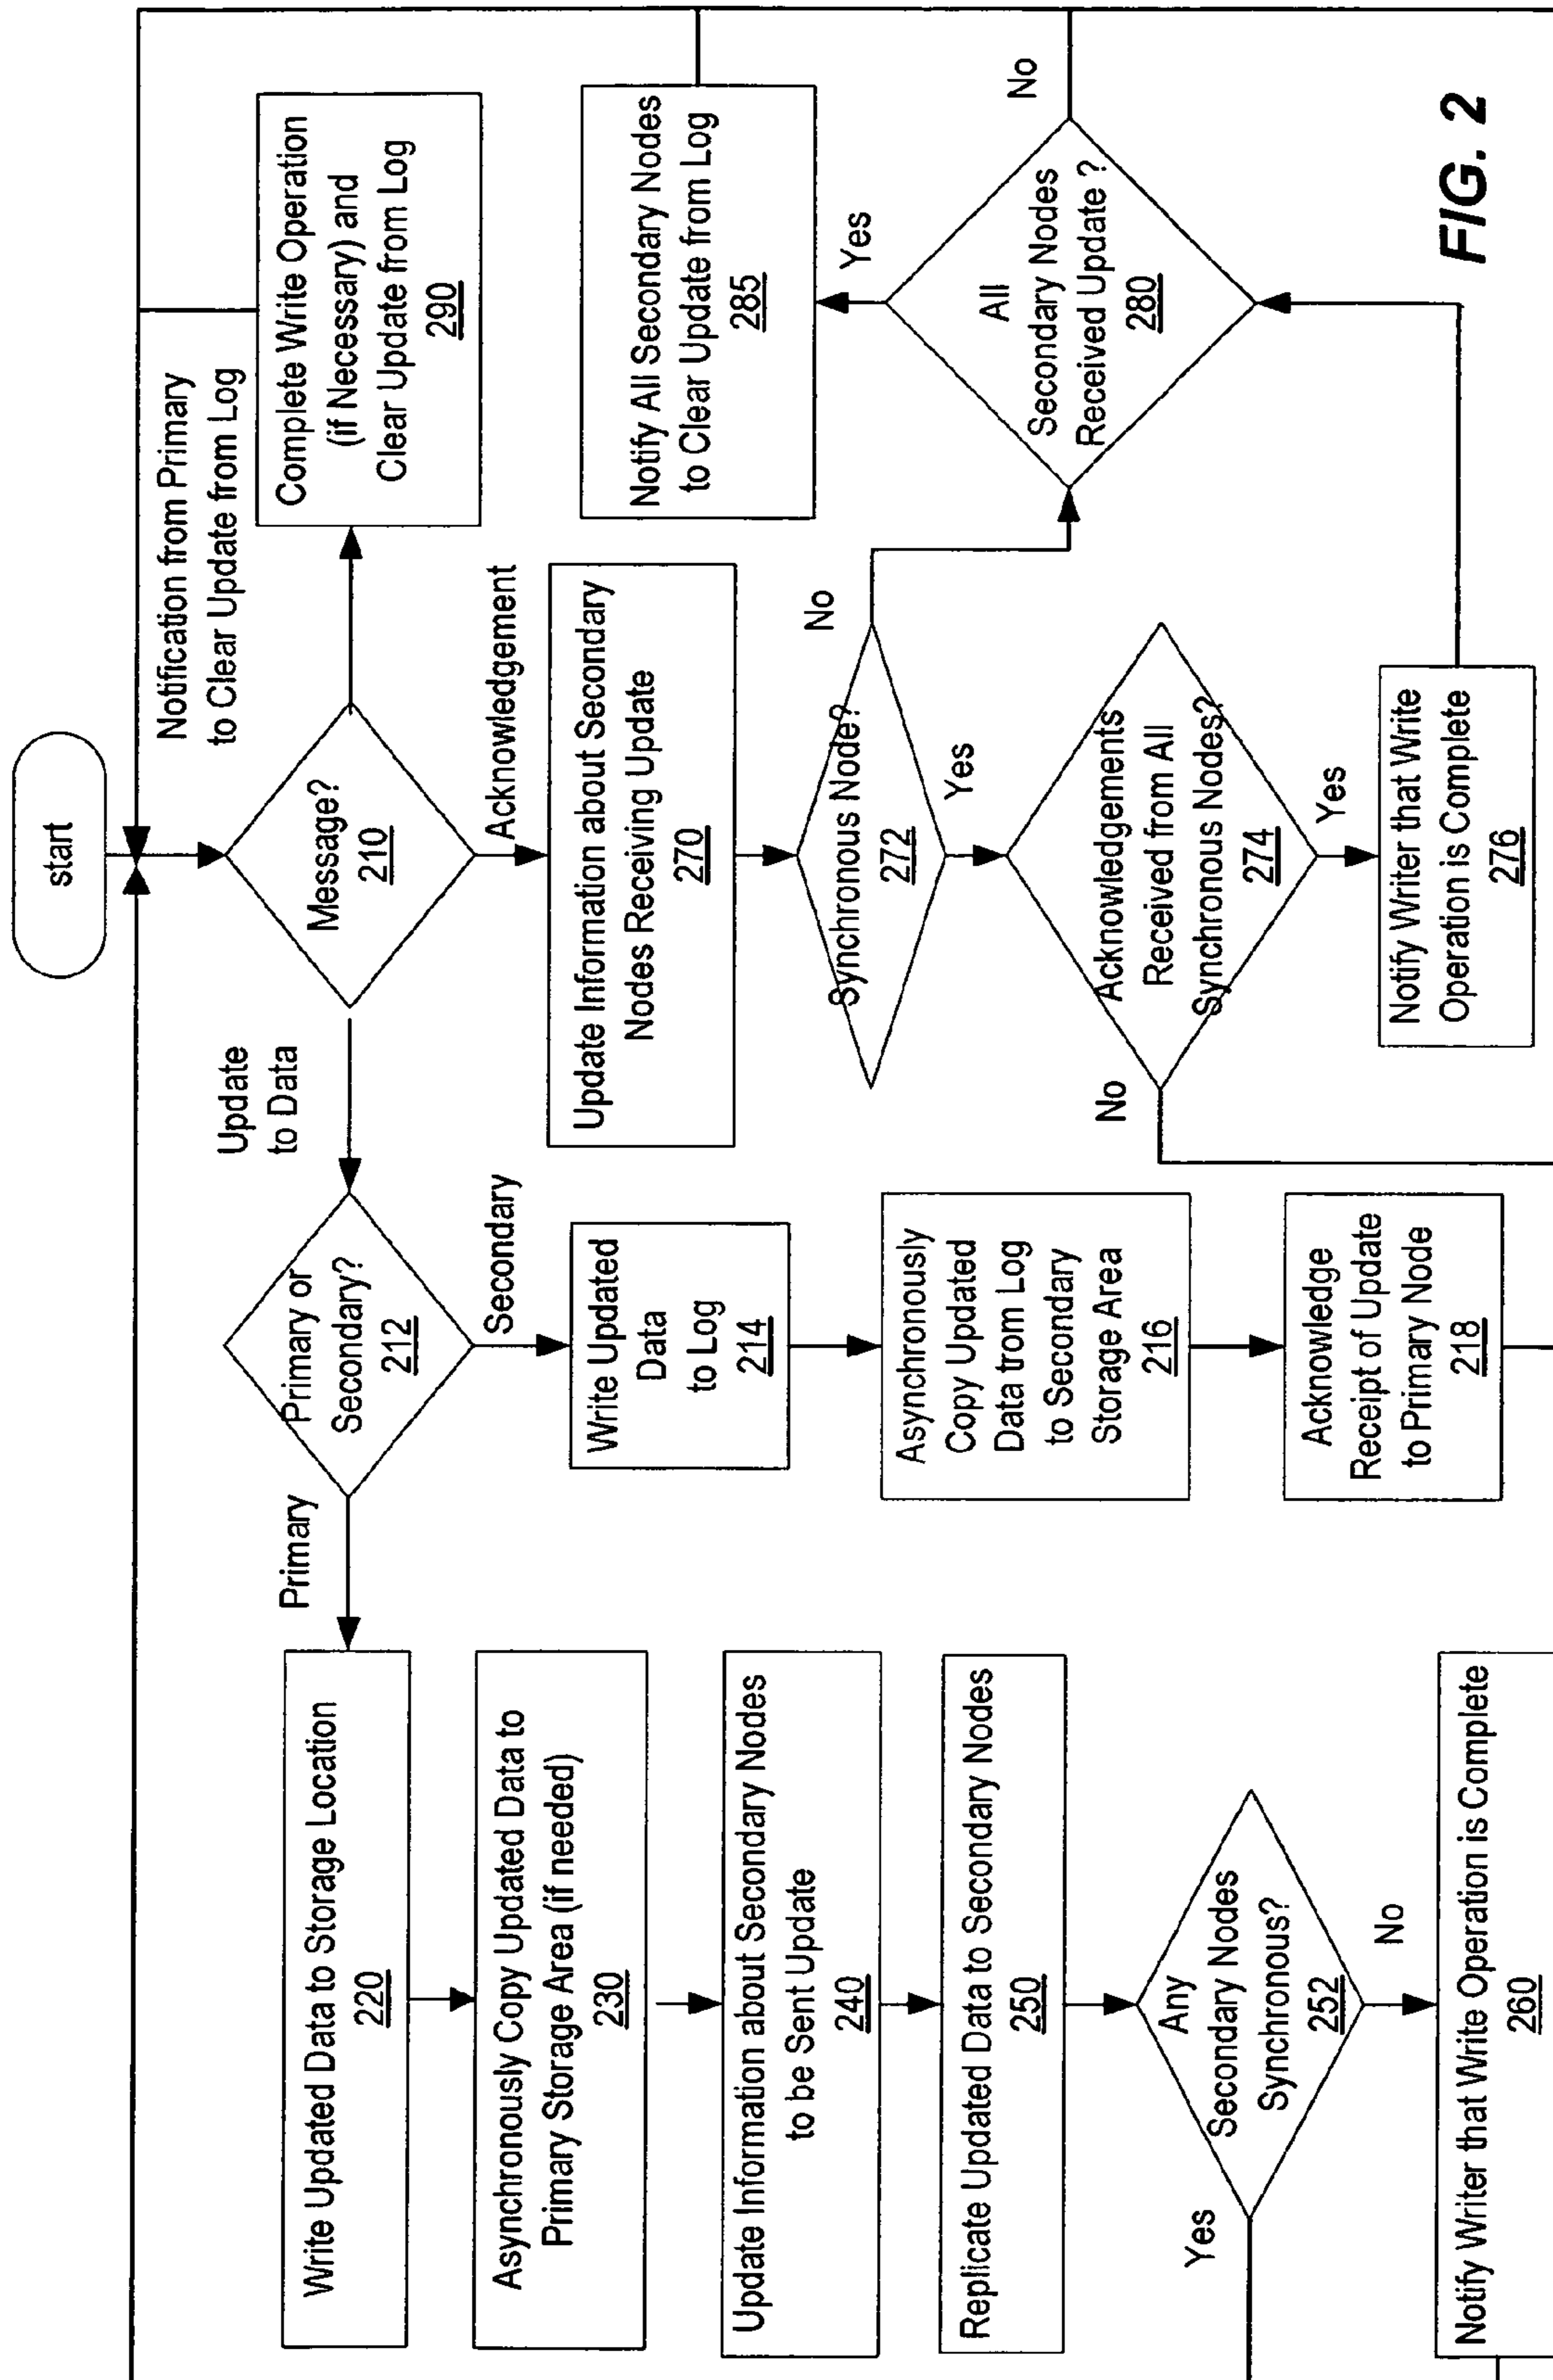 start
Notification from Primary
to Clear Update from Log
Message?
210
Update
to Data
Acknowledgement
Complete Write Operation
(if Necessary) and
Clear Update from Log
290
Primary or
Secondary?
212
Primary
Secondary
Write Updated Data to Storage Location
220
Asynchronously Copy Updated Data to
Primary Storage Area (if needed)
230
Update Information about Secondary Nodes
to be Sent Update
240
Replicate Updated Data to Secondary Nodes
250
Any
Secondary Nodes
Synchronous?
252
Yes
No
Notify Writer that Write Operation is Complete
260
Write Updated
Data
to Log
214
Asynchronously
Copy Updated
Data from Log
to Secondary
Storage Area
216
Acknowledge
Receipt of Update
to Primary Node
218
Update Information about Secondary
Nodes Receiving Update
270
Synchronous Node?
272
No
Yes
Acknowledgements
Received from All
Synchronous Nodes?
274
No
Yes
Notify Writer that Write
Operation is Complete
276
Notify All Secondary Nodes
to Clear Update from Log
285
Yes
All
Secondary Nodes
Received Update ?
280
No
FIG. 2